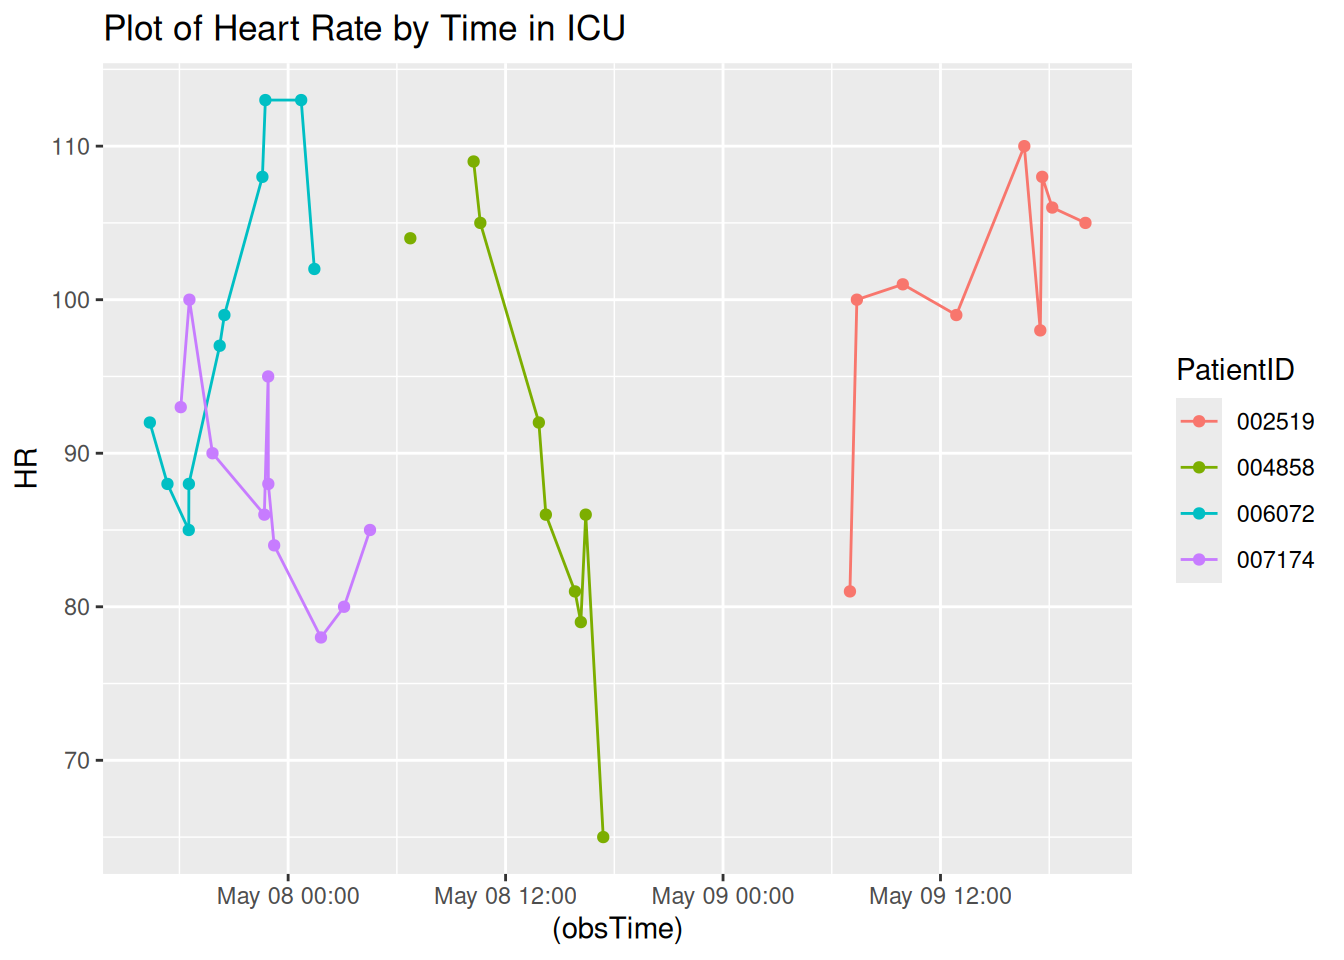 Plot of Heart Rate by Time in ICU
110
100
90
80
70
HR
May 08 00:00
May 08 12:00
May 09 00:00
May 09 12:00
(obsTime)
PatientID
002519
004858
006072
007174